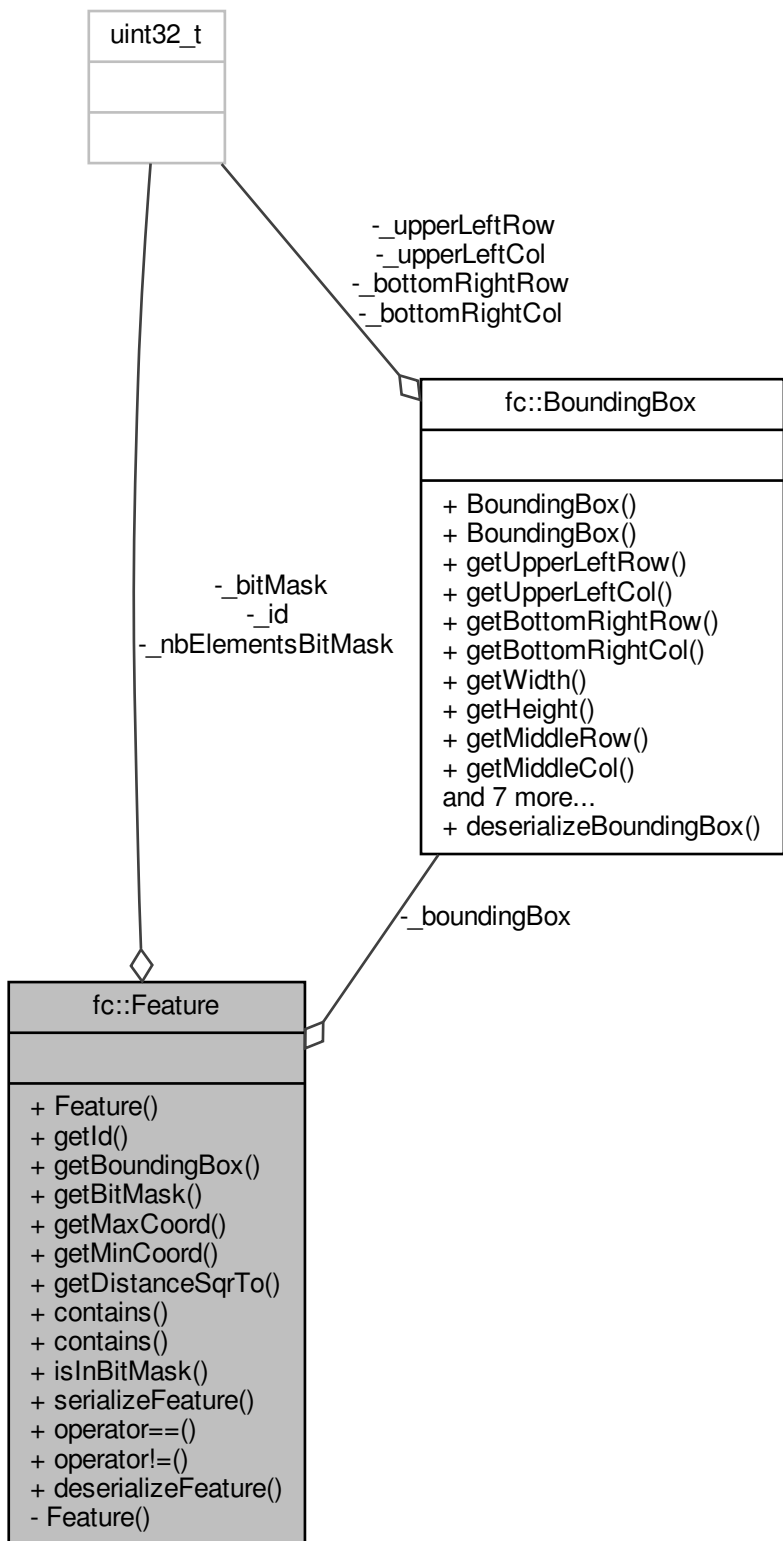 uint32_t
-_upperLeftRow
-_upperLeftCol
-_bottomRightRow
-_bottomRightCol
fc::BoundingBox
+ BoundingBox()
+ BoundingBox()
+ getUpperLeftRow()
+ getUpperLeftCol()
+ getBottomRightRow()
+ getBottomRightCol()
+ getWidth()
+ getHeight()
+ getMiddleRow()
+ getMiddleCol()
and 7 more...
+ deserializeBoundingBox()
-_bitMask
-_id
-_nbElementsBitMask
-_boundingBox
fc::Feature
+ Feature()
+ getId()
+ getBoundingBox()
+ getBitMask()
+ getMaxCoord()
+ getMinCoord()
+ getDistanceSqrTo()
+ contains()
+ contains()
+ isInBitMask()
+ serializeFeature()
+ operator==()
+ operator!=()
+ deserializeFeature()
- Feature()